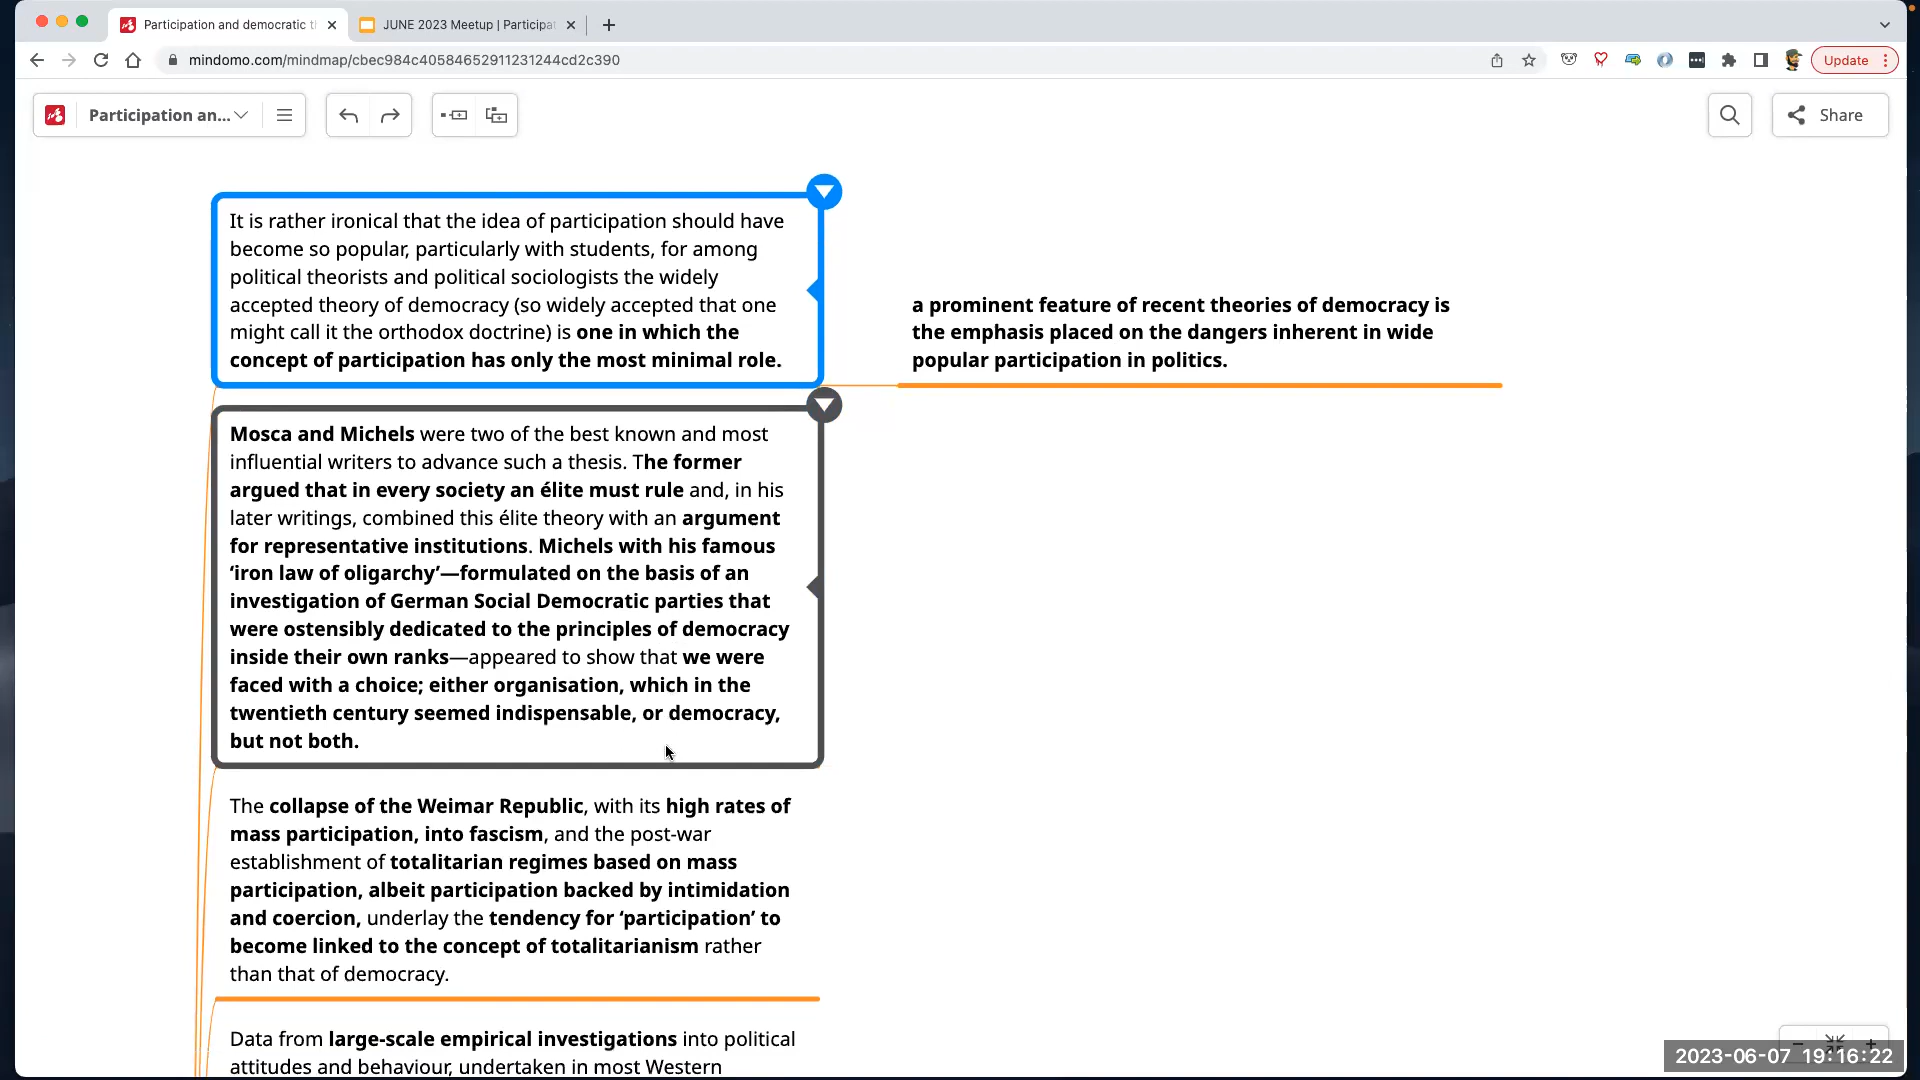 Participation and democratic t
JUNE 2023 Meetup | Participat
mindomo.com/mindmap/cbec984c40584652911231244cd2c390
Update
Participation an...
Share
It is rather ironical that the idea of participation should have
become so popular, particularly with students, for among
political theorists and political sociologists the widely
accepted theory of democracy (so widely accepted that one
might call it the orthodox doctrine) is one in which the
concept of participation has only the most minimal role.
a prominent feature of recent theories of democracy is
the emphasis placed on the dangers inherent in wide
popular participation in politics.
Mosca and Michels were two of the best known and most
influential writers to advance such a thesis. The former
argued that in every society an élite must rule and, in his
later writings, combined this élite theory with an argument
for representative institutions. Michels with his famous
‘iron law of oligarchy’—formulated on the basis of an
investigation of German Social Democratic parties that
were ostensibly dedicated to the principles of democracy
inside their own ranks—appeared to show that we were
faced with a choice; either organisation, which in the
twentieth century seemed indispensable, or democracy,
but not both.
The collapse of the Weimar Republic, with its high rates of
mass participation, into fascism, and the post-war
establishment of totalitarian regimes based on mass
participation, albeit participation backed by intimidation
and coercion, underlay the tendency for ‘participation’ to
become linked to the concept of totalitarianism rather
than that of democracy.
Data from large-scale empirical investigations into political
attitudes and behaviour, undertaken in most Western
2023-06-07 19:16:22